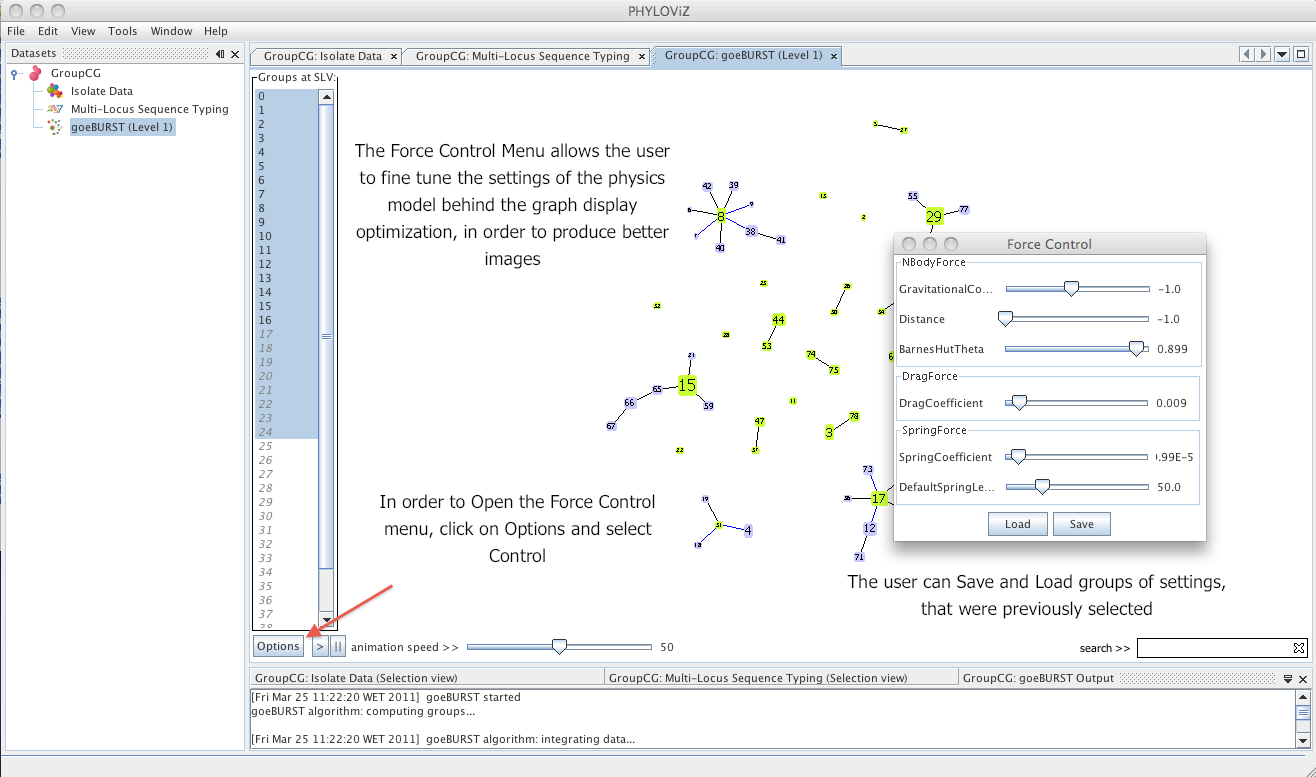 PHYLOViZ
File Edit View Tools Window Help
Datasets
GroupCG
Isolate Data
Multi-Locus Sequence Typing
goeBURST (Level 1)
GroupCG: Isolate Data
GroupCG: Multi-Locus Sequence Typing
GroupCG: goeBURST (Level 1)
Groups at SLV:
0
1
2
3
4
5
6
7
8
9
10
11
12
13
14
15
16
17
18
19
20
21
22
23
24
25
26
27
28
29
30
31
32
33
34
35
36
37
38
The Force Control Menu allows the user
to fine tune the settings of the physics
model behind the graph display
optimization, in order to produce better
images
42 39
8
38
41
40
55
77
29
44
53
74
75
21
15
65
66
59
67
47
78
3
73
17
12
71
19
4
Force Control
NBodyForce
GravitationalCo... -1.0
Distance -1.0
BarnesHutTheta 0.899
DragForce
DragCoefficient 0.009
SpringForce
SpringCoefficient .99E-5
DefaultSpringLe... 50.0
Load Save
In order to Open the Force Control
menu, click on Options and select
Control
The user can Save and Load groups of settings,
that were previously selected
Options > || animation speed >> 50
search >>
GroupCG: Isolate Data (Selection view)
GroupCG: Multi-Locus Sequence Typing (Selection view)
GroupCG: goeBURST Output
[Fri Mar 25 11:22:20 WET 2011] goeBURST started
goeBURST algorithm: computing groups...
[Fri Mar 25 11:22:20 WET 2011] goeBURST algorithm: integrating data...